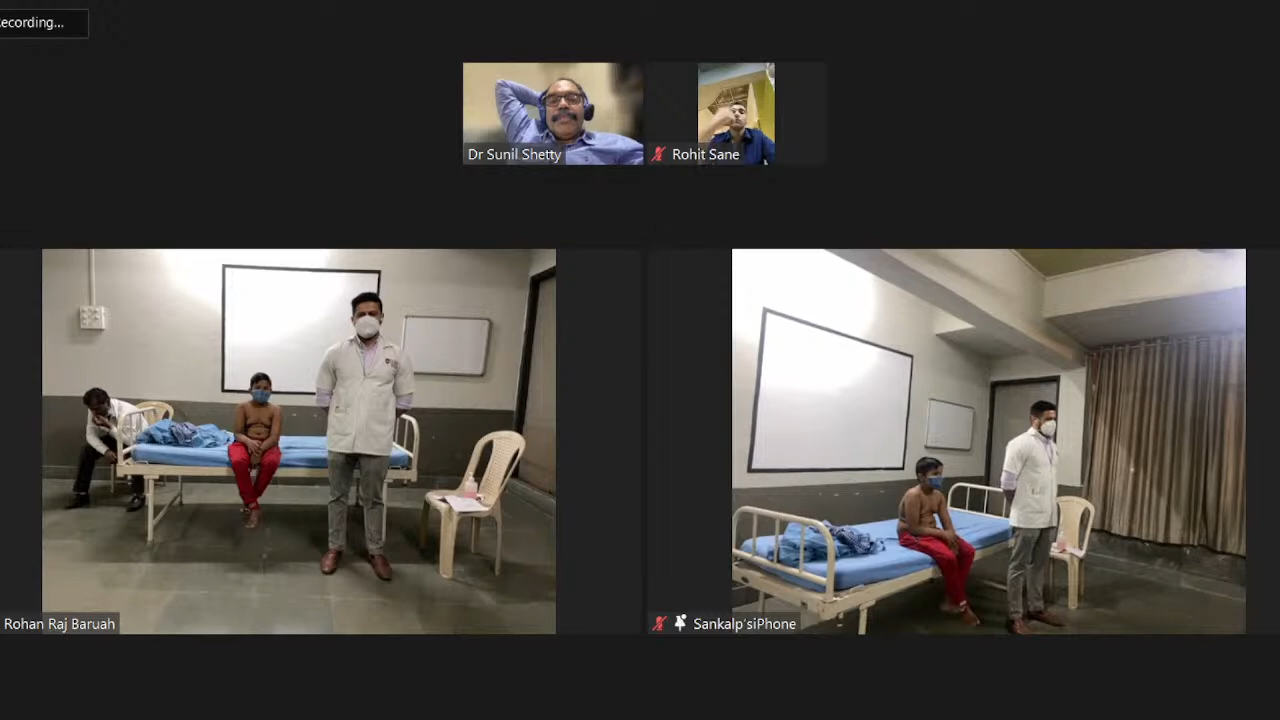 ecording...
Dr Sunil Shetty
Rohit Sane
Rohan Raj Baruah
Sankalp'siPhone